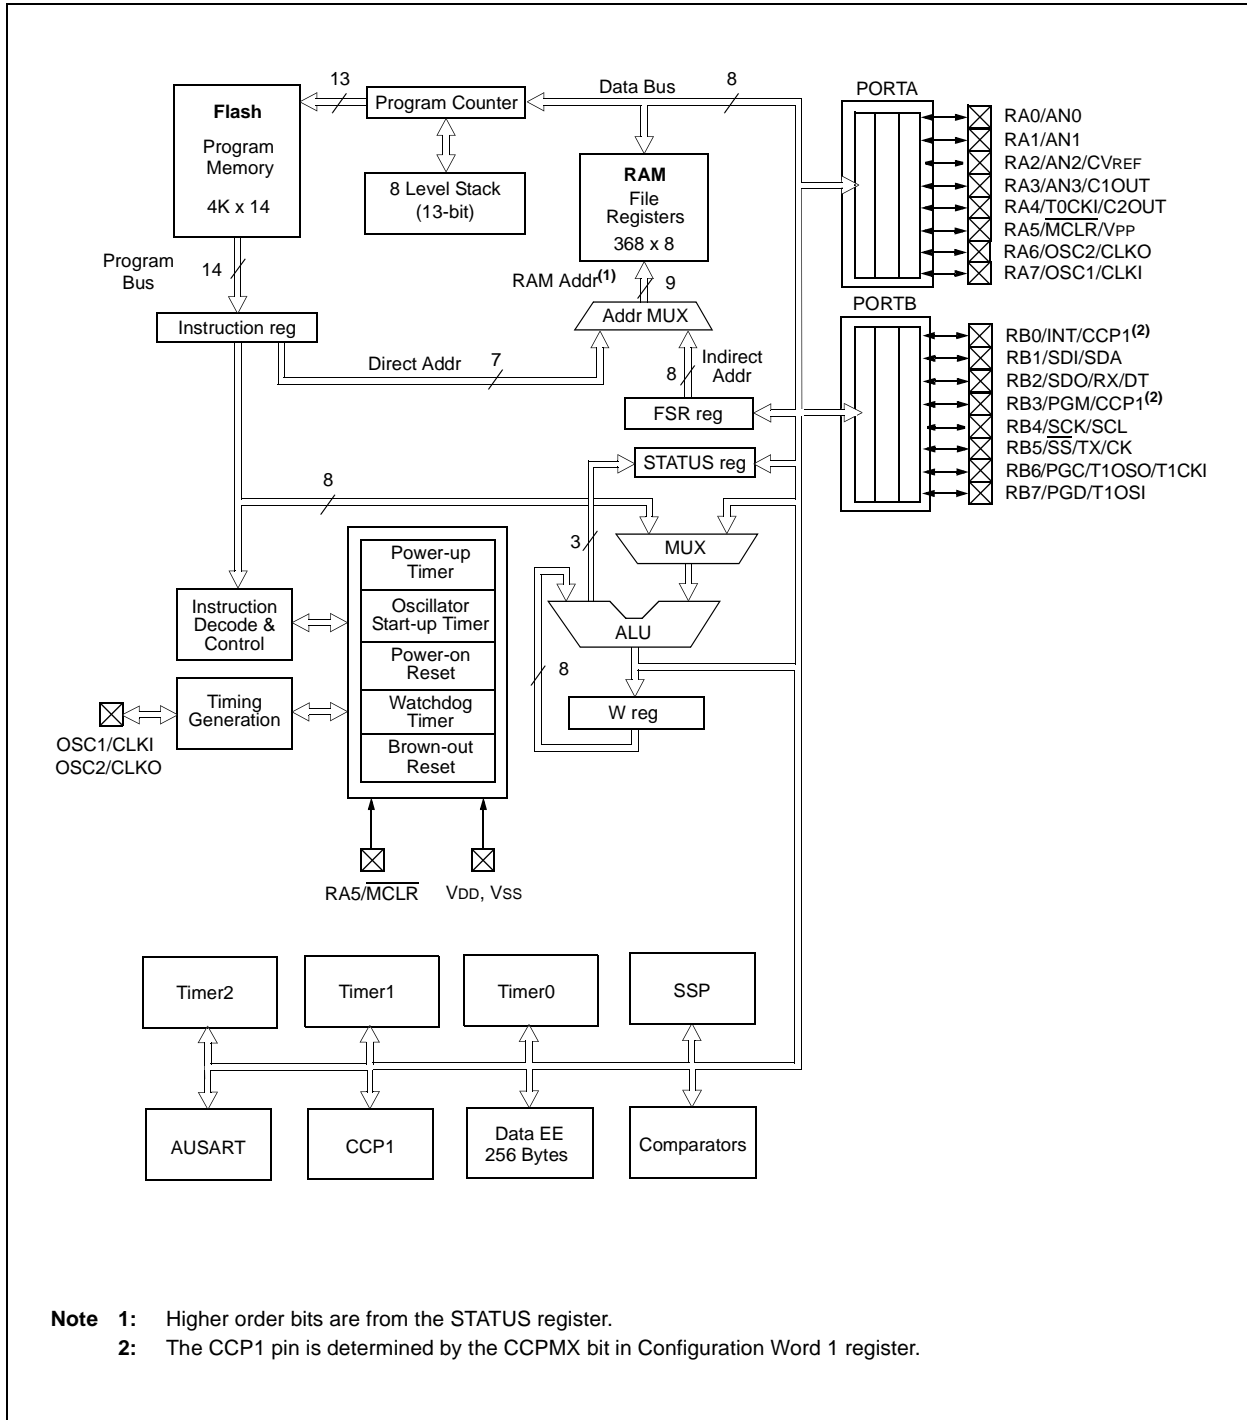 13
Data Bus
8
PORTA
Flash
Program
Memory
4K x 14
Program Counter
8 Level Stack
(13-bit)
RAM
File
Registers
368 x 8
RA0/AN0
RA1/AN1
RA2/AN2/CVREF
RA3/AN3/C1OUT
RA4/T0CKI/C2OUT
RA5/MCLR/VPP
RA6/OSC2/CLKO
RA7/OSC1/CLKI
Program
Bus
14
RAM Addr(1)
9
PORTB
Instruction reg
Addr MUX
Direct Addr
7
8
Indirect
Addr
RB0/INT/CCP1(2)
RB1/SDI/SDA
RB2/SDO/RX/DT
RB3/PGM/CCP1(2)
RB4/SCK/SCL
RB5/SS/TX/CK
RB6/PGC/T1OSO/T1CKI
RB7/PGD/T1OSI
FSR reg
STATUS reg
8
3
MUX
Power-up
Timer
Oscillator
Start-up Timer
Power-on
Reset
Watchdog
Timer
Brown-out
Reset
Instruction
Decode &
Control
ALU
8
Timing
Generation
W reg
OSC1/CLKI
OSC2/CLKO
RA5/MCLR
VDD, VSS
Timer2
Timer1
Timer0
SSP
AUSART
CCP1
Data EE
256 Bytes
Comparators
Note 1: Higher order bits are from the STATUS register.
2: The CCP1 pin is determined by the CCPMX bit in Configuration Word 1 register.